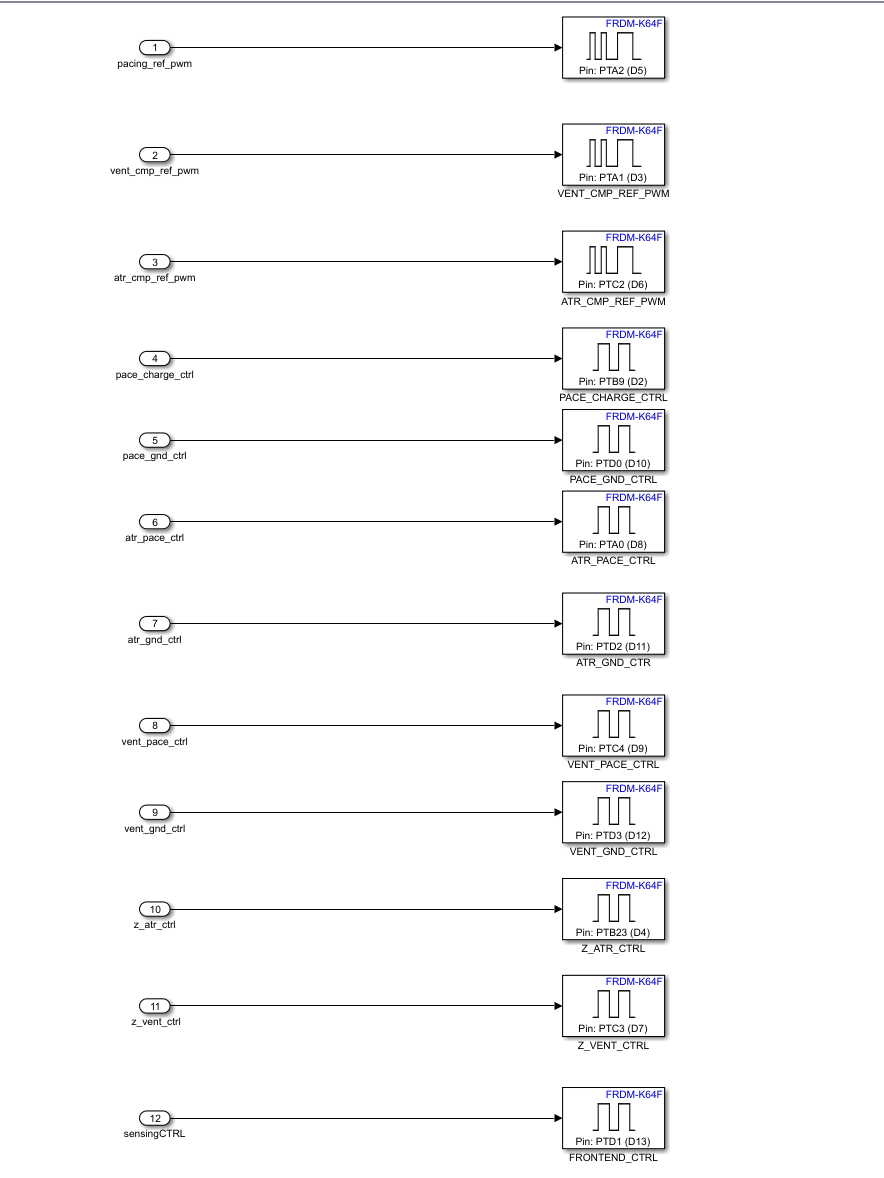 FRDM-K64F
1
pacing_ref_pwm
Pin: PTA2 (D5)
FRDM-K64F
2
vent_cmp_ref_pwm
Pin: PTA1 (D3)
VENT_CMP_REF_PWM
FRDM-K64F
3
atr_cmp_ref_pwm
Pin: PTC2 (D6)
ATR_CMP_REF_PWM
FRDM-K64F
4
pace_charge_ctrl
Pin: PTB9 (D2)
PACE_CHARGE_CTRL
FRDM-K64F
5
pace_gnd_ctrl
Pin: PTD0 (D10)
PACE_GND_CTRL
FRDM-K64F
6
atr_pace_ctrl
Pin: PTA0 (D8)
ATR_PACE_CTRL
FRDM-K64F
7
atr_gnd_ctrl
Pin: PTD2 (D11)
ATR_GND_CTR
FRDM-K64F
8
vent_pace_ctrl
Pin: PTC4 (D9)
VENT_PACE_CTRL
FRDM-K64F
9
vent_gnd_ctrl
Pin: PTD3 (D12)
VENT_GND_CTRL
FRDM-K64F
10
z_atr_ctrl
Pin: PTB23 (D4)
Z_ATR_CTRL
FRDM-K64F
11
z_vent_ctrl
Pin: PTC3 (D7)
Z_VENT_CTRL
FRDM-K64F
12
sensingCTRL
Pin: PTD1 (D13)
FRONTEND_CTRL